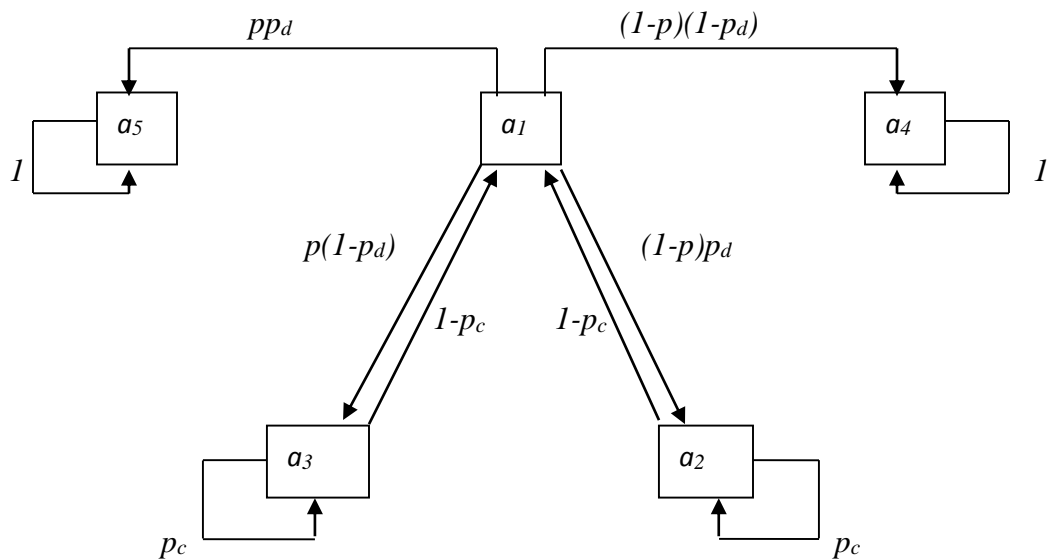 pp_d (1-p)(1-p_d)
a_5 a_1 a_4
1 1
p(1-p_d) (1-p)p_d
1-p_c 1-p_c
a_3 a_2
p_c p_c